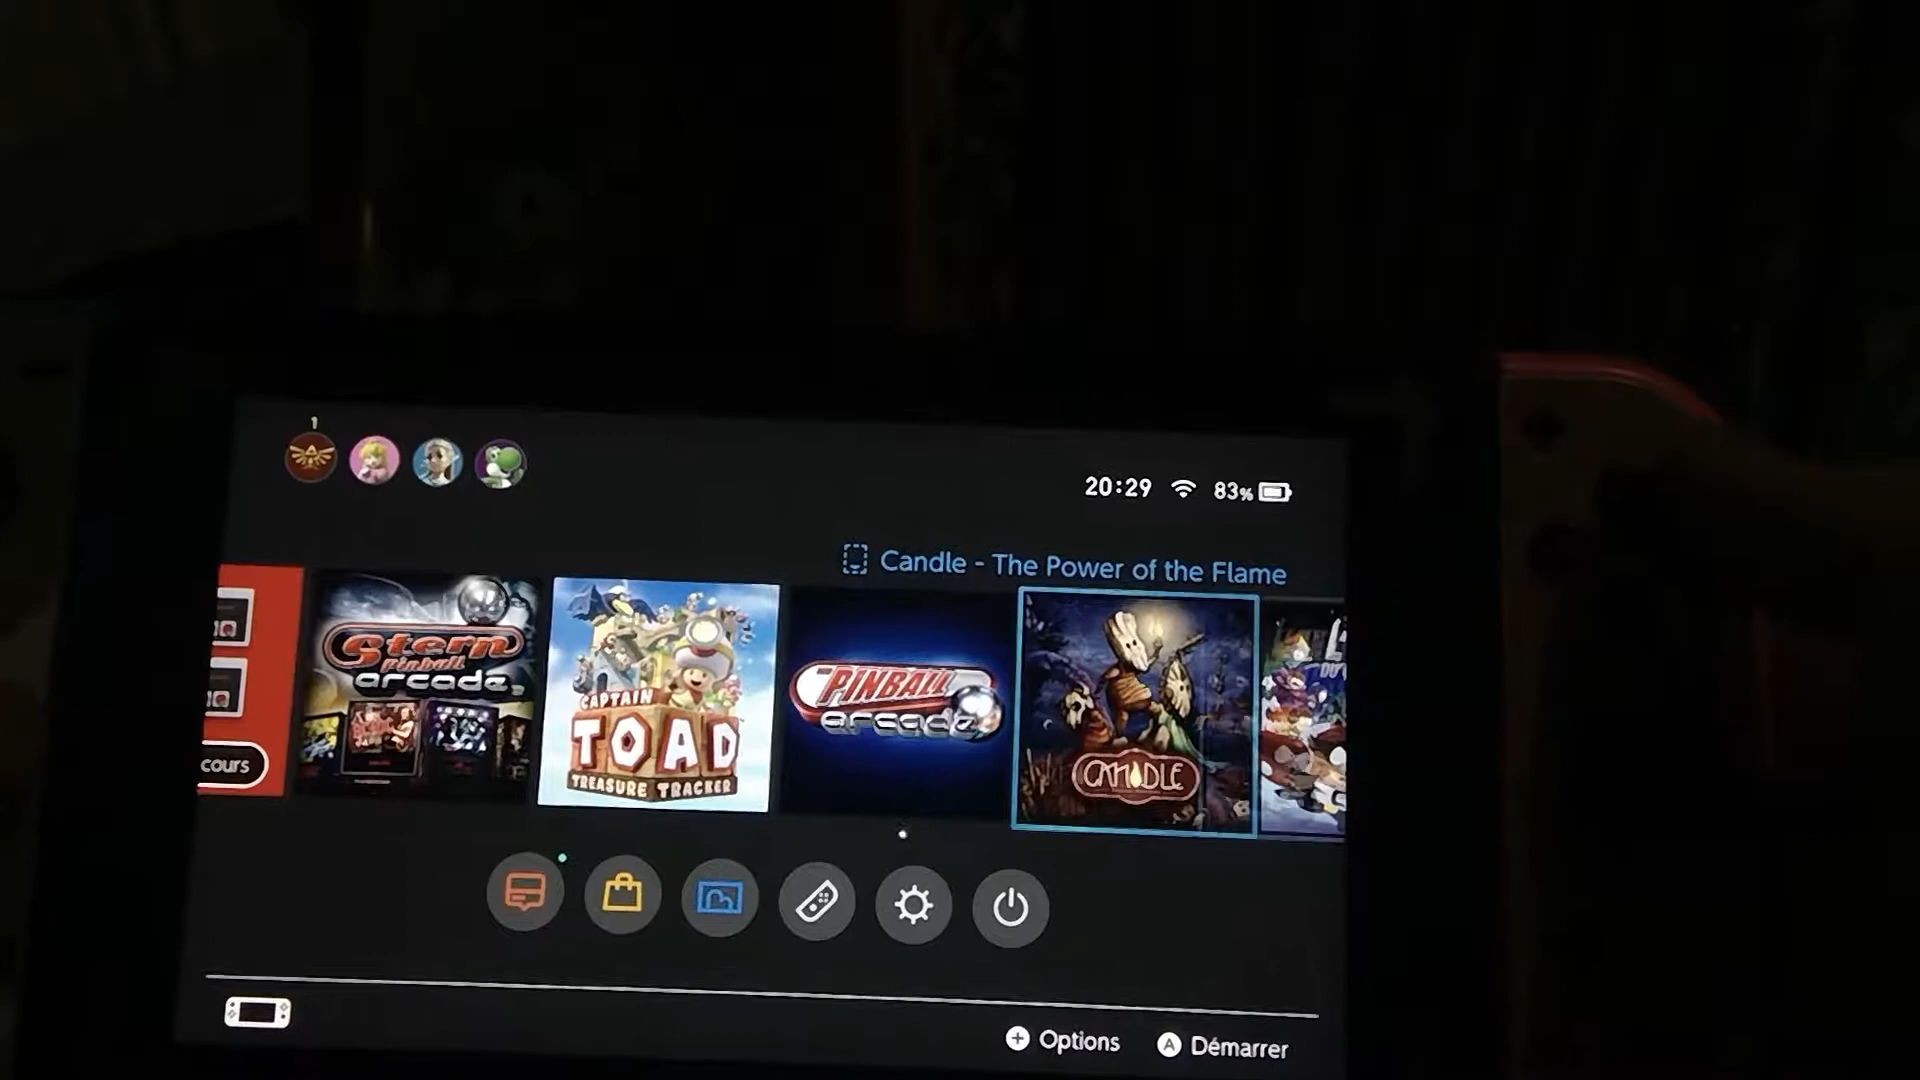 1
20:29
83%
Candle - The Power of the Flame
cours
Stern
pinball
arcade
CAPTAIN
TOAD
TREASURE TRACKER
PINBALL
arcade
CANDLE
Options
A Démarrer